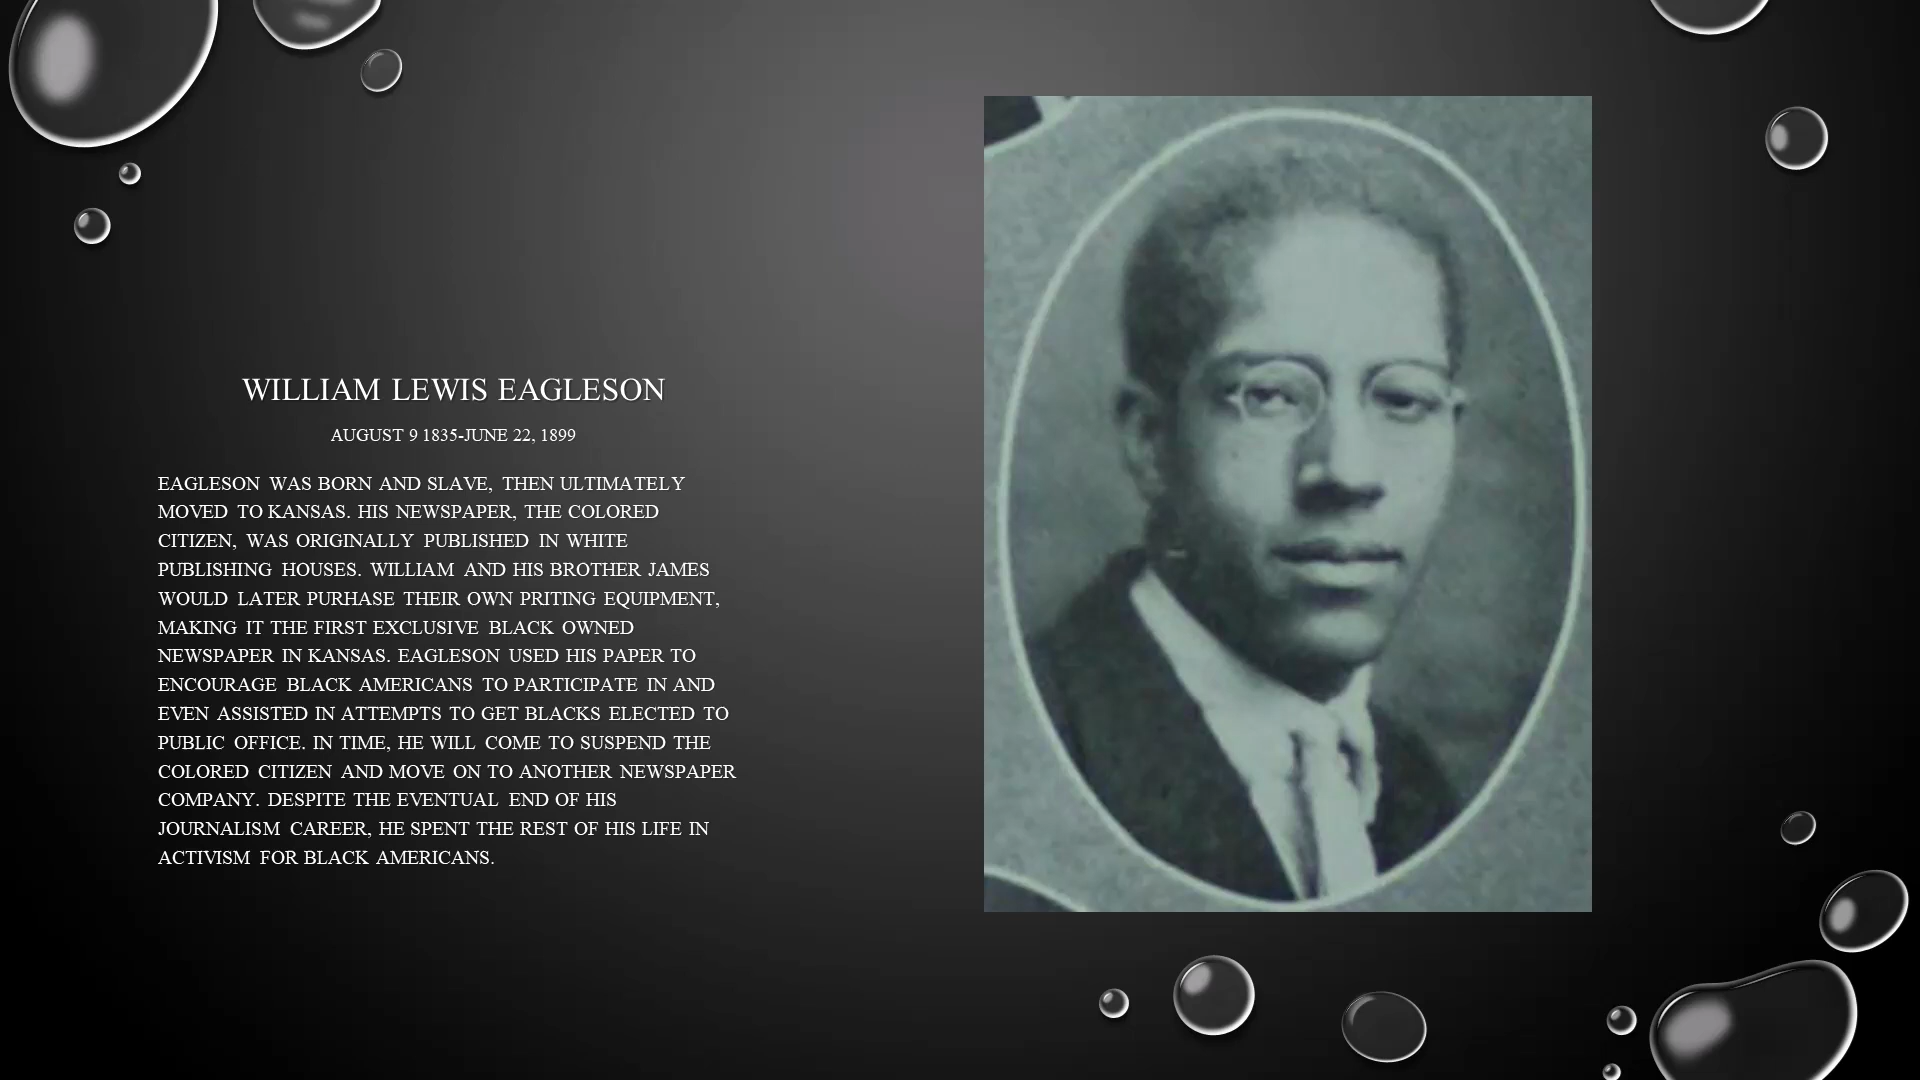 WILLIAM LEWIS EAGLESON
AUGUST 9 1835-JUNE 22, 1899
EAGLESON WAS BORN AND SLAVE, THEN ULTIMATELY
MOVED TO KANSAS. HIS NEWSPAPER, THE COLORED
CITIZEN, WAS ORIGINALLY PUBLISHED IN WHITE
PUBLISHING HOUSES. WILLIAM AND HIS BROTHER JAMES
WOULD LATER PURHASE THEIR OWN PRITING EQUIPMENT,
MAKING IT THE FIRST EXCLUSIVE BLACK OWNED
NEWSPAPER IN KANSAS. EAGLESON USED HIS PAPER TO
ENCOURAGE BLACK AMERICANS TO PARTICIPATE IN AND
EVEN ASSISTED IN ATTEMPTS TO GET BLACKS ELECTED TO
PUBLIC OFFICE. IN TIME, HE WILL COME TO SUSPEND THE
COLORED CITIZEN AND MOVE ON TO ANOTHER NEWSPAPER
COMPANY. DESPITE THE EVENTUAL END OF HIS
JOURNALISM CAREER, HE SPENT THE REST OF HIS LIFE IN
ACTIVISM FOR BLACK AMERICANS.